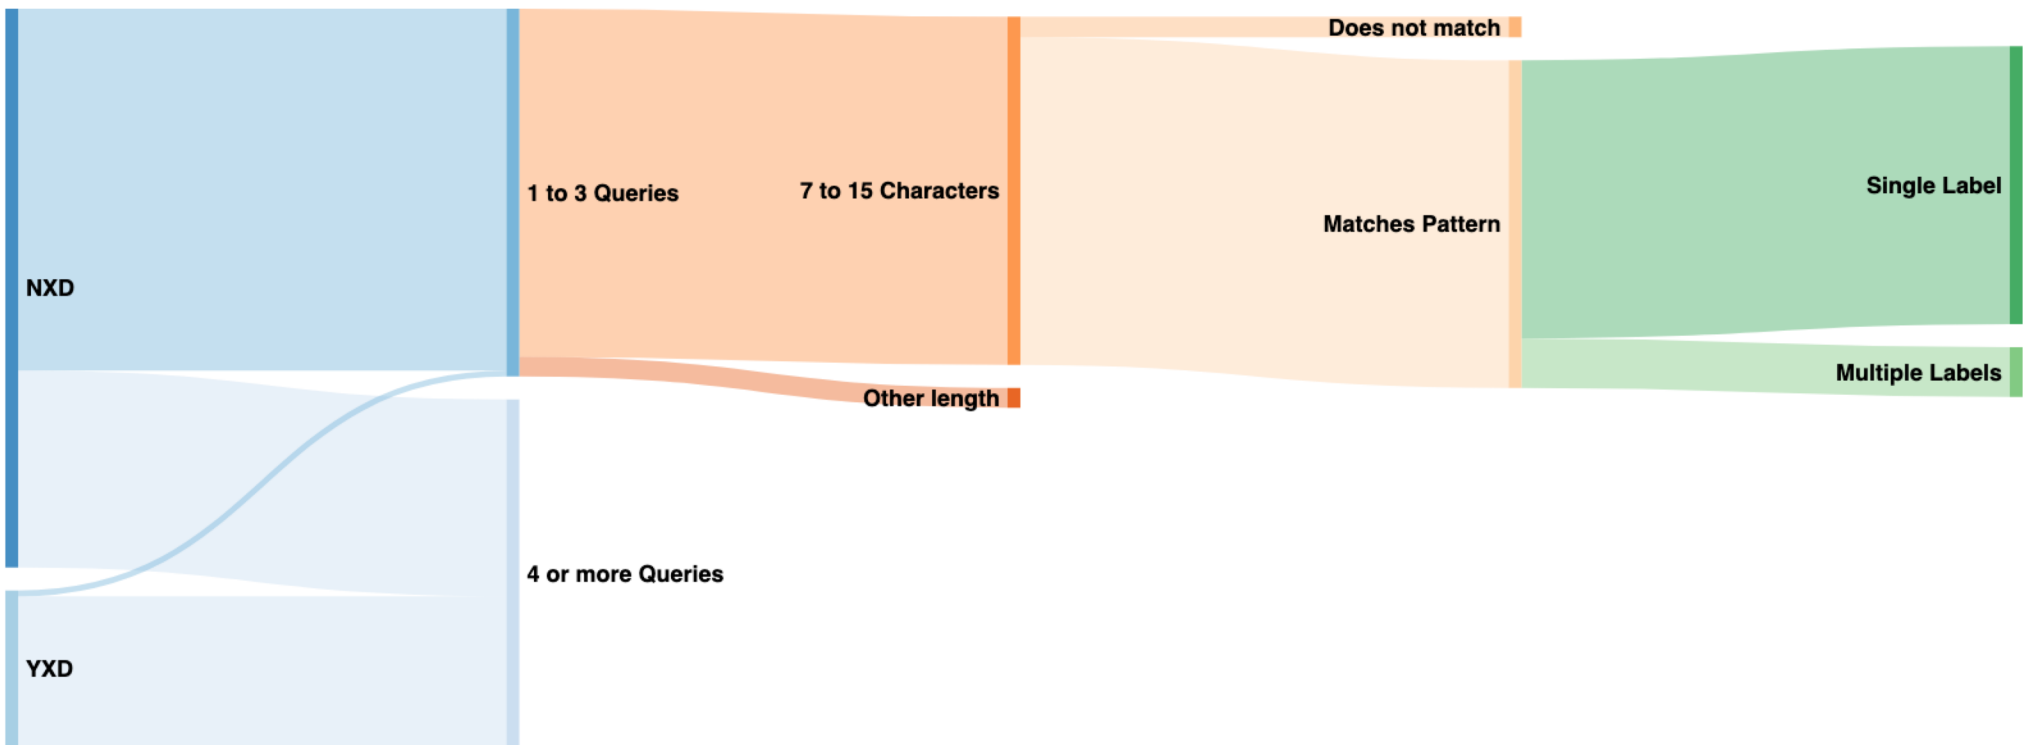 NXD
YXD
1 to 3 Queries
4 or more Queries
7 to 15 Characters
Other length
Does not match
Matches Pattern
Single Label
Multiple Labels